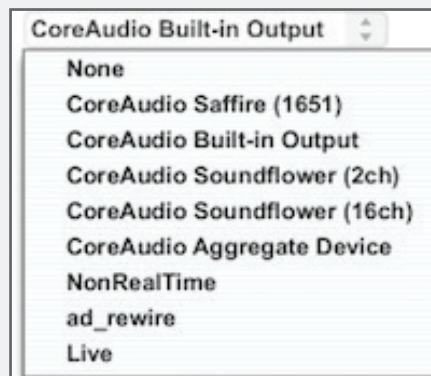 CoreAudio Built-in Output
None
CoreAudio Saffire (1651)
CoreAudio Built-in Output
CoreAudio Soundflower (2ch)
CoreAudio Soundflower (16ch)
CoreAudio Aggregate Device
NonRealTime
ad_rewire
Live